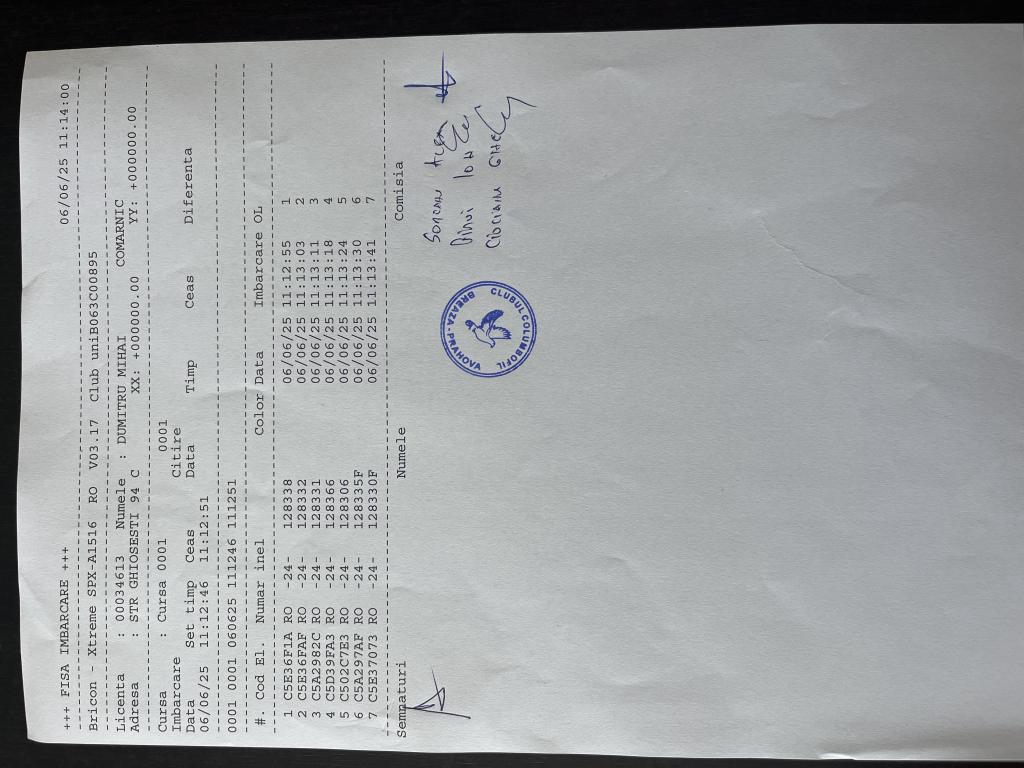 +++ FISA IMBARCARE +++ 06/06/25 11:14:00
Bricon - Xtreme SPX-A1516 RO V03.17 Club uniB063C00895
Licenta : 00034613 Numele : DUMITRU MIHAI COMARNIC
Adresa : STR GHIOSESTI 94 C XX: +000000.00 YY: +000000.00
Cursa : Cursa 0001 0001
Imbarcare Citire
Data Set timp Ceas Data Timp Ceas Diferenta
06/06/25 11:12:46 11:12:51
0001 0001 060625 111246 111251
#. Cod El. Numar inel Color Data Imbarcare OL
1 C5E36F1A RO -24- 128338 06/06/25 11:12:55 1
2 C5E36FAF RO -24- 128332 06/06/25 11:13:03 2
3 C5A2982C RO -24- 128331 06/06/25 11:13:11 3
4 C5D39FA3 RO -24- 128366 06/06/25 11:13:18 4
5 C502C7E3 RO -24- 128306 06/06/25 11:13:24 5
6 C5A297AF RO -24- 128335F 06/06/25 11:13:30 6
7 C5E37073 RO -24- 128330F 06/06/25 11:13:41 7
Semnaturi Numele Comisia
CLUBUL COLUMBOFIL
BREAZA-PRAHOVA